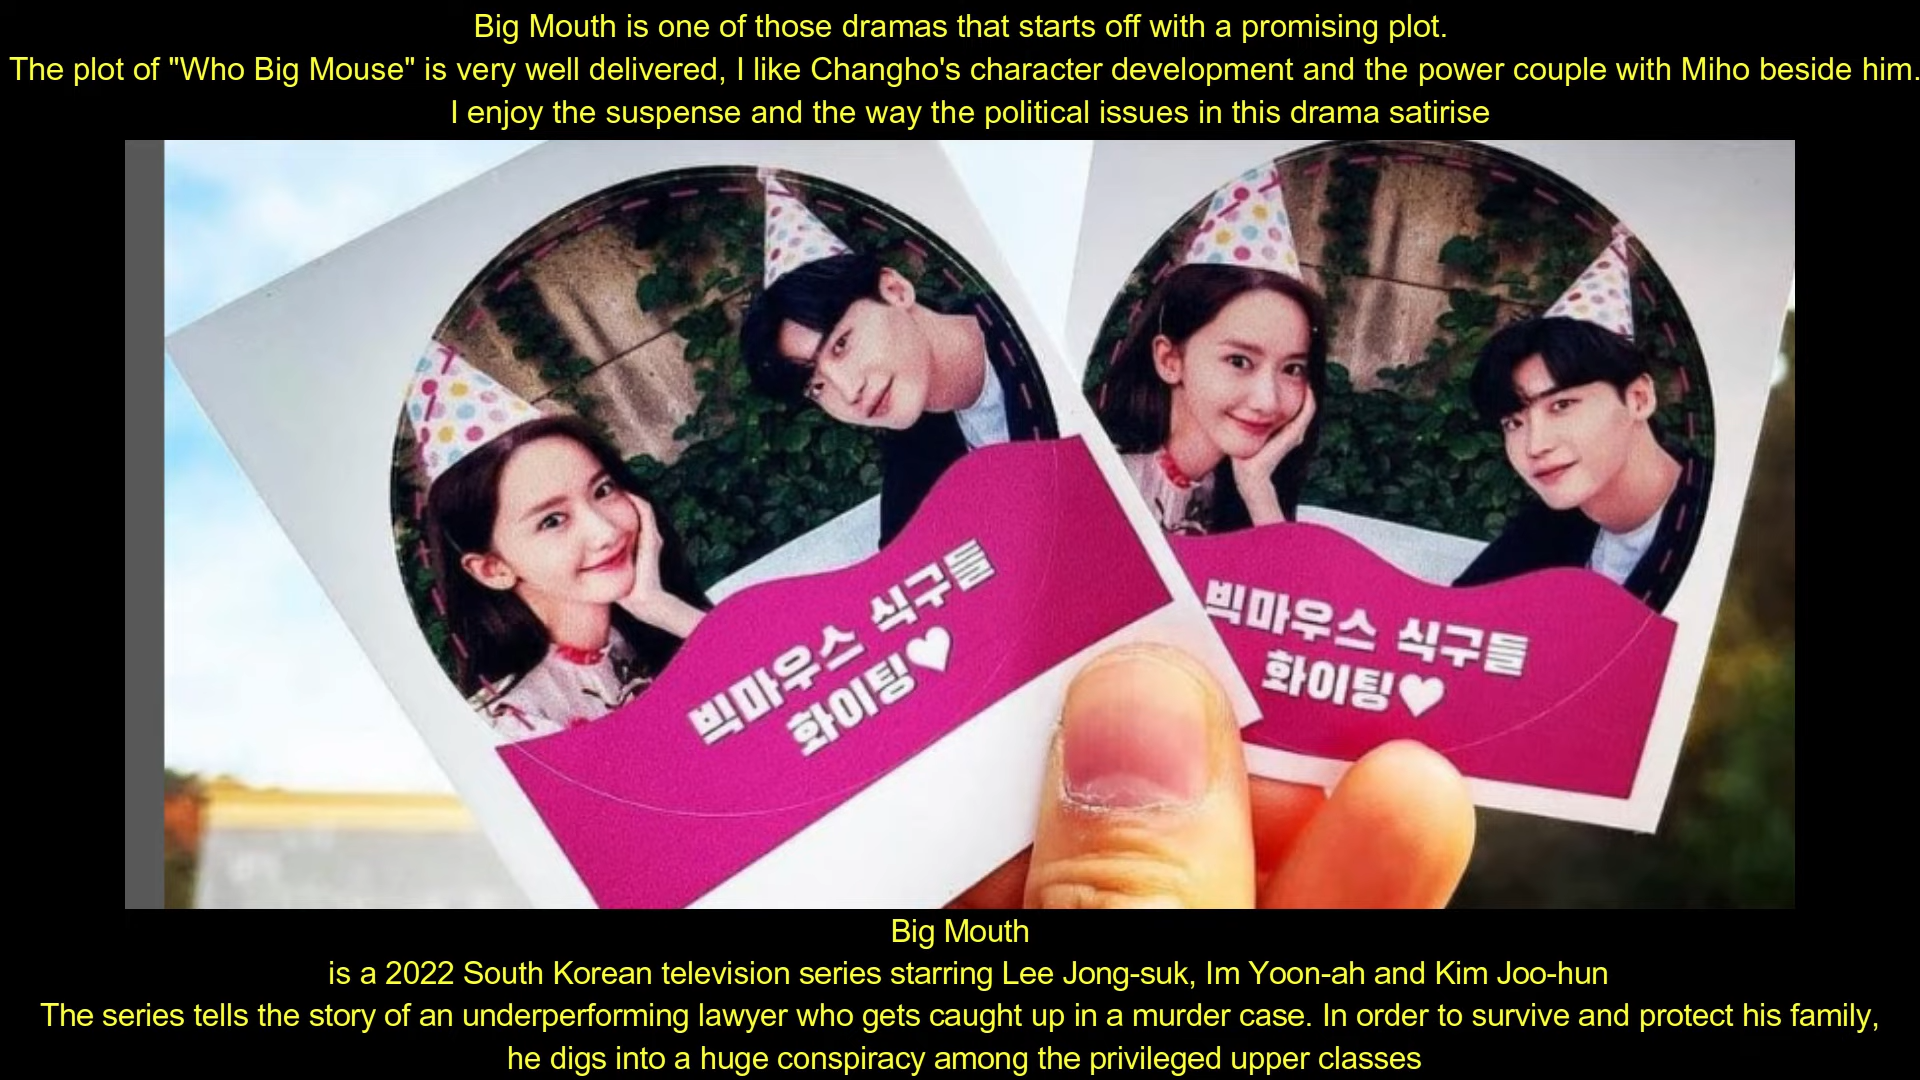 Big Mouth is one of those dramas that starts off with a promising plot.
The plot of "Who Big Mouse" is very well delivered, I like Changho's character development and the power couple with Miho beside him.
I enjoy the suspense and the way the political issues in this drama satirise
빅마우스 식구들
화이팅♥
빅마우스 식구들
화이팅♥
Big Mouth
is a 2022 South Korean television series starring Lee Jong-suk, Im Yoon-ah and Kim Joo-hun
The series tells the story of an underperforming lawyer who gets caught up in a murder case. In order to survive and protect his family,
he digs into a huge conspiracy among the privileged upper classes